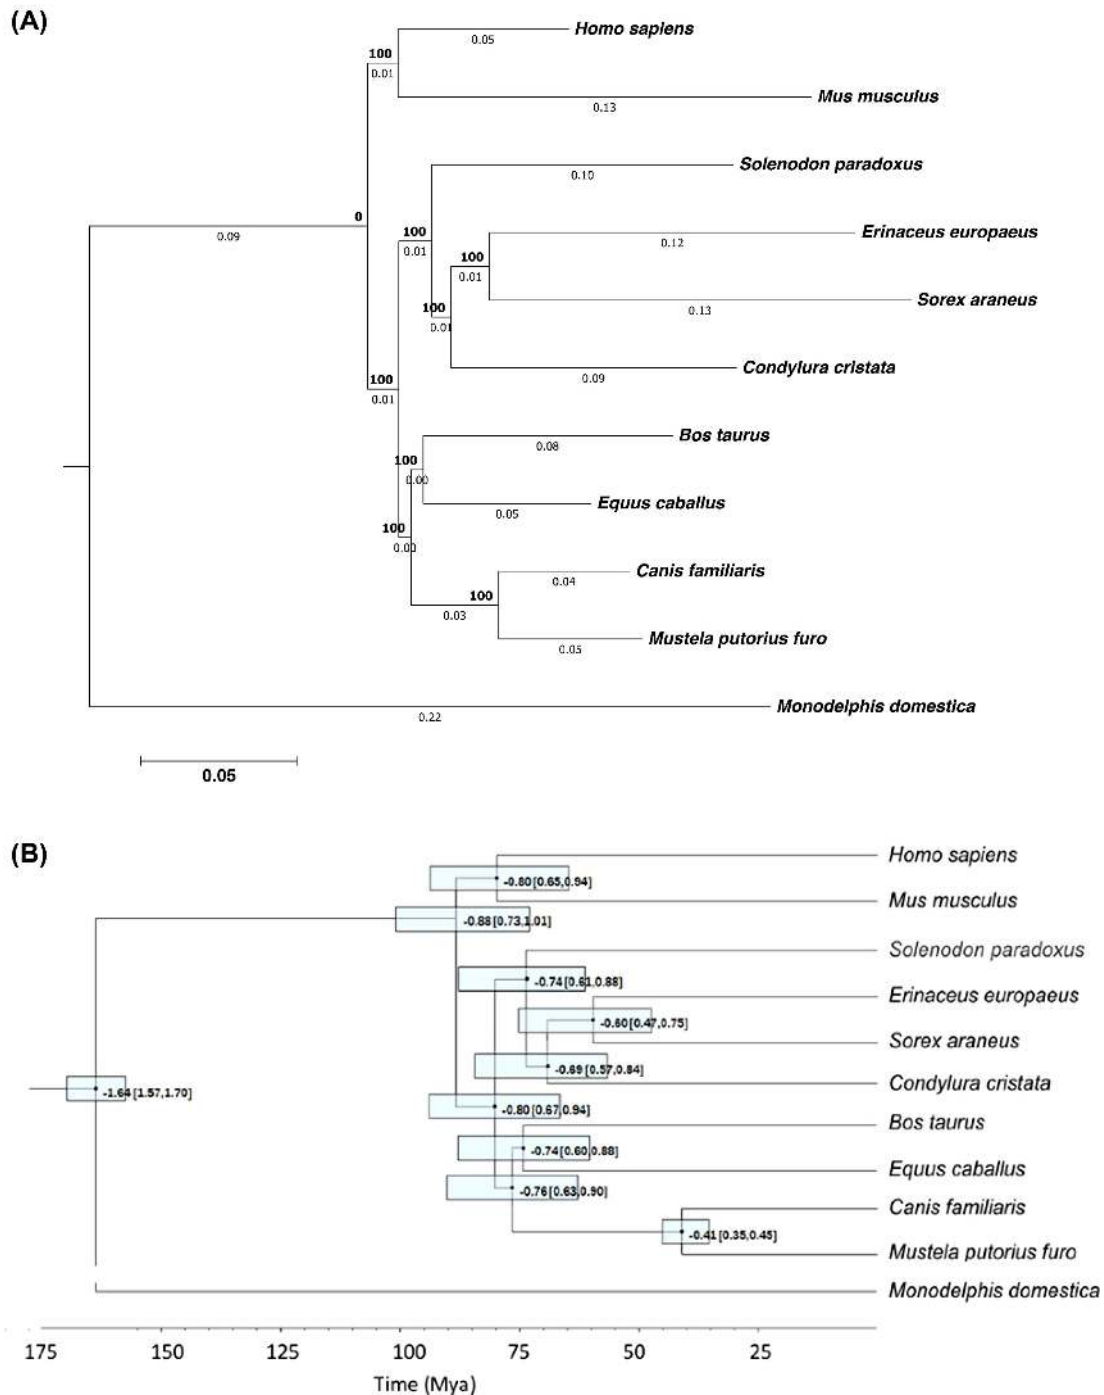 (A)
Homo sapiens
0.05
100
0.01
Mus musculus
0.13
Solenodon paradoxus
0.10
0
0.09
100
0.01
Erinaceus europaeus
0.12
100
0.01
Sorex araneus
0.13
100
0.01
Condylura cristata
0.09
100
0.01
Bos taurus
0.08
100
0.00
Equus caballus
0.05
100
0.00
Canis familiaris
0.04
100
0.03
Mustela putorius furo
0.05
Monodelphis domestica
0.22
0.05
(B)
Homo sapiens
-0.80 [0.65,0.94]
Mus musculus
-0.88 [0.73,1.01]
Solenodon paradoxus
-0.74 [0.61,0.88]
Erinaceus europaeus
-0.60 [0.47,0.75]
Sorex araneus
-0.69 [0.57,0.84]
Condylura cristata
-1.64 [1.57,1.70]
-0.80 [0.67,0.94]
Bos taurus
-0.74 [0.60,0.88]
Equus caballus
-0.76 [0.63,0.90]
Canis familiaris
-0.41 [0.35,0.45]
Mustela putorius furo
Monodelphis domestica
175 150 100 75 50 25
Time (Mya)